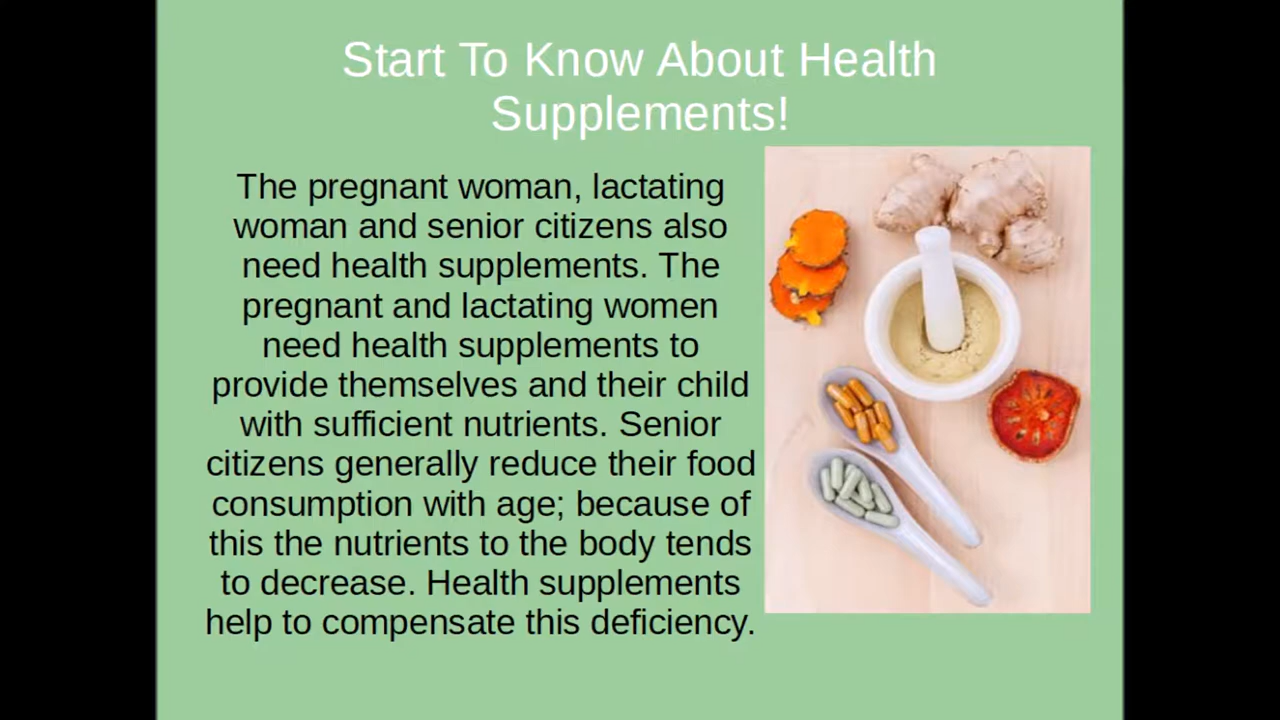 Start To Know About Health
Supplements!
The pregnant woman, lactating
woman and senior citizens also
need health supplements. The
pregnant and lactating women
need health supplements to
provide themselves and their child
with sufficient nutrients. Senior
citizens generally reduce their food
consumption with age; because of
this the nutrients to the body tends
to decrease. Health supplements
help to compensate this deficiency.